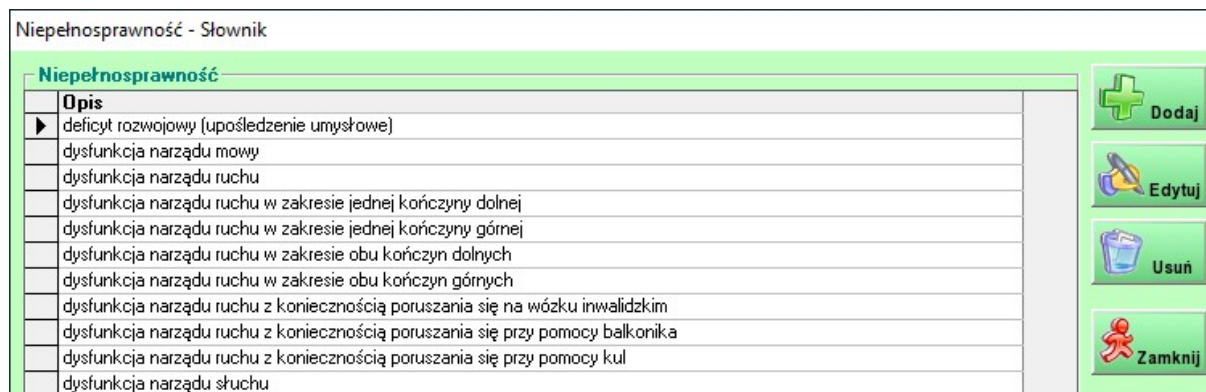 Niepełnosprawność - Słownik
Niepełnosprawność
Opis
deficyt rozwojowy (upośledzenie umysłowe)
dysfunkcja narządu mowy
dysfunkcja narządu ruchu
dysfunkcja narządu ruchu w zakresie jednej kończyny dolnej
dysfunkcja narządu ruchu w zakresie jednej kończyny górnej
dysfunkcja narządu ruchu w zakresie obu kończyn dolnych
dysfunkcja narządu ruchu w zakresie obu kończyn górnych
dysfunkcja narządu ruchu z koniecznością poruszania się na wózku inwalidzkim
dysfunkcja narządu ruchu z koniecznością poruszania się przy pomocy balkonika
dysfunkcja narządu ruchu z koniecznością poruszania się przy pomocy kul
dysfunkcja narządu słuchu
Dodaj
Edytuj
Usuń
Zamknij